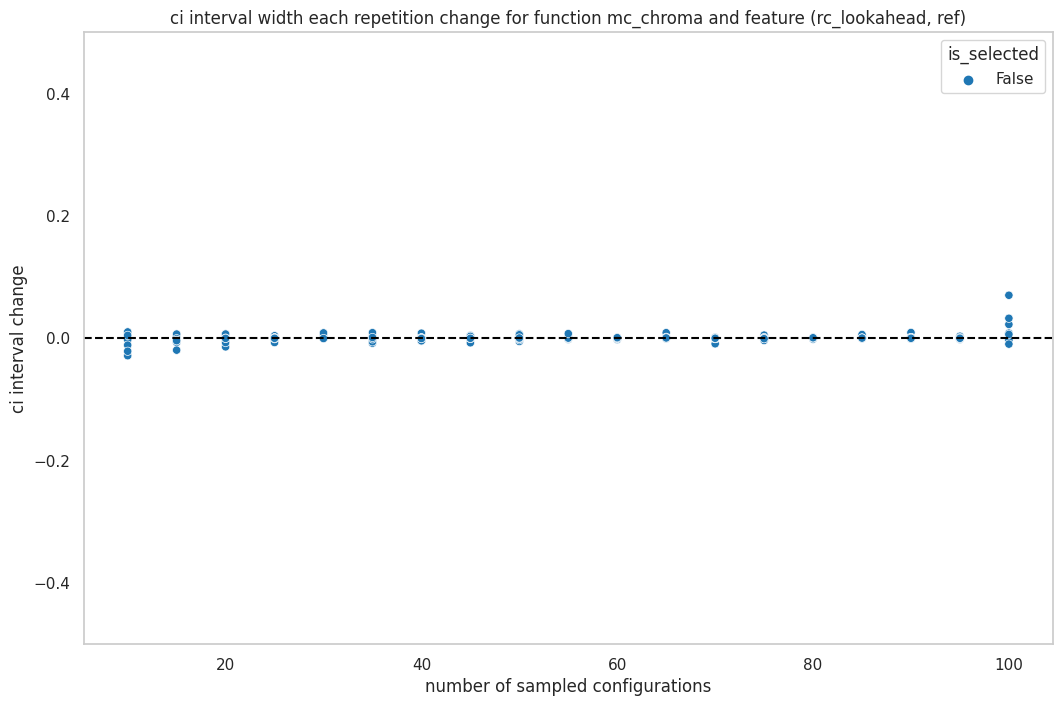 ci interval width each repetition change for function mc_chroma and feature (rc_lookahead, ref)
is_selected
False
ci interval change
0.4
0.2
0.0
−0.2
−0.4
20
40
60
80
100
number of sampled configurations